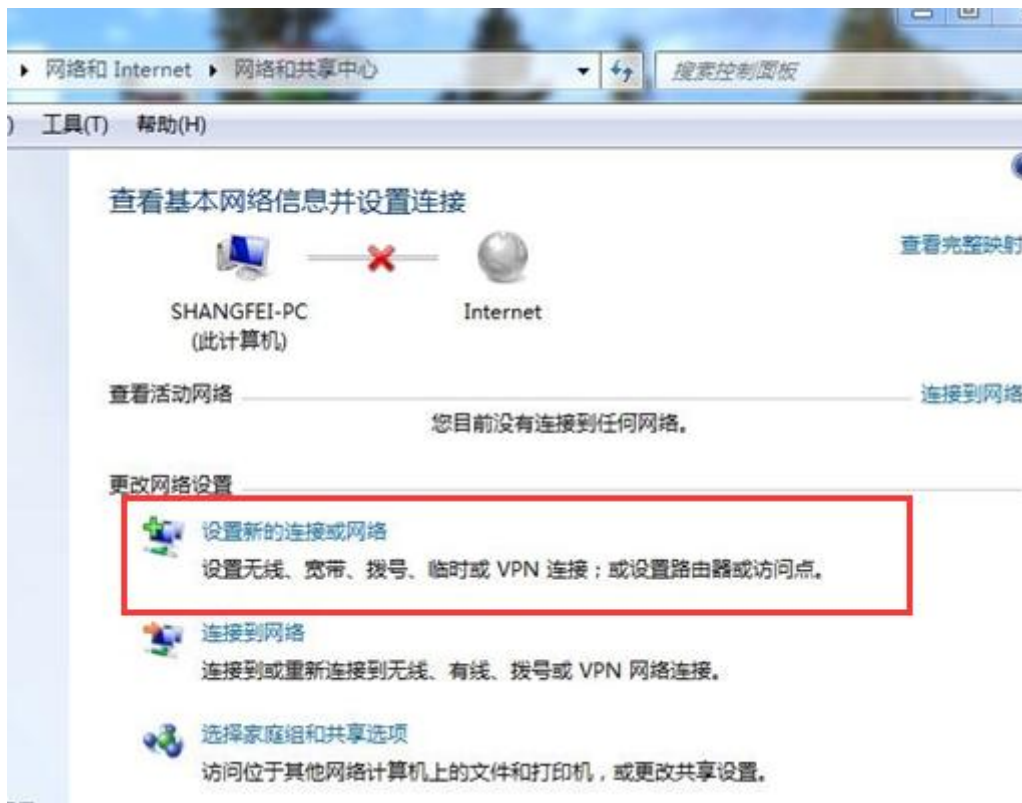 网络和 Internet ▸ 网络和共享中心
搜索控制面板
) 工具(T) 帮助(H)
查看基本网络信息并设置连接
查看完整映射
SHANGFEI-PC
(此计算机)
Internet
查看活动网络
连接到网络
您目前没有连接到任何网络。
更改网络设置
设置新的连接或网络
设置无线、宽带、拨号、临时或 VPN 连接；或设置路由器或访问点。
连接到网络
连接到或重新连接到无线、有线、拨号或 VPN 网络连接。
选择家庭组和共享选项
访问位于其他网络计算机上的文件和打印机，或更改共享设置。